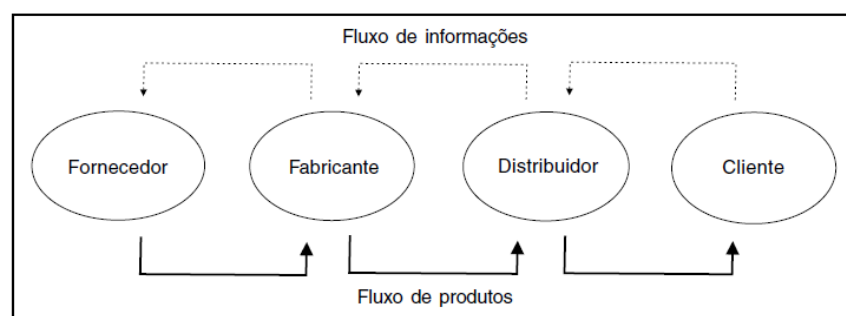 Fluxo de informações
Fornecedor
Fabricante
Distribuidor
Cliente
Fluxo de produtos